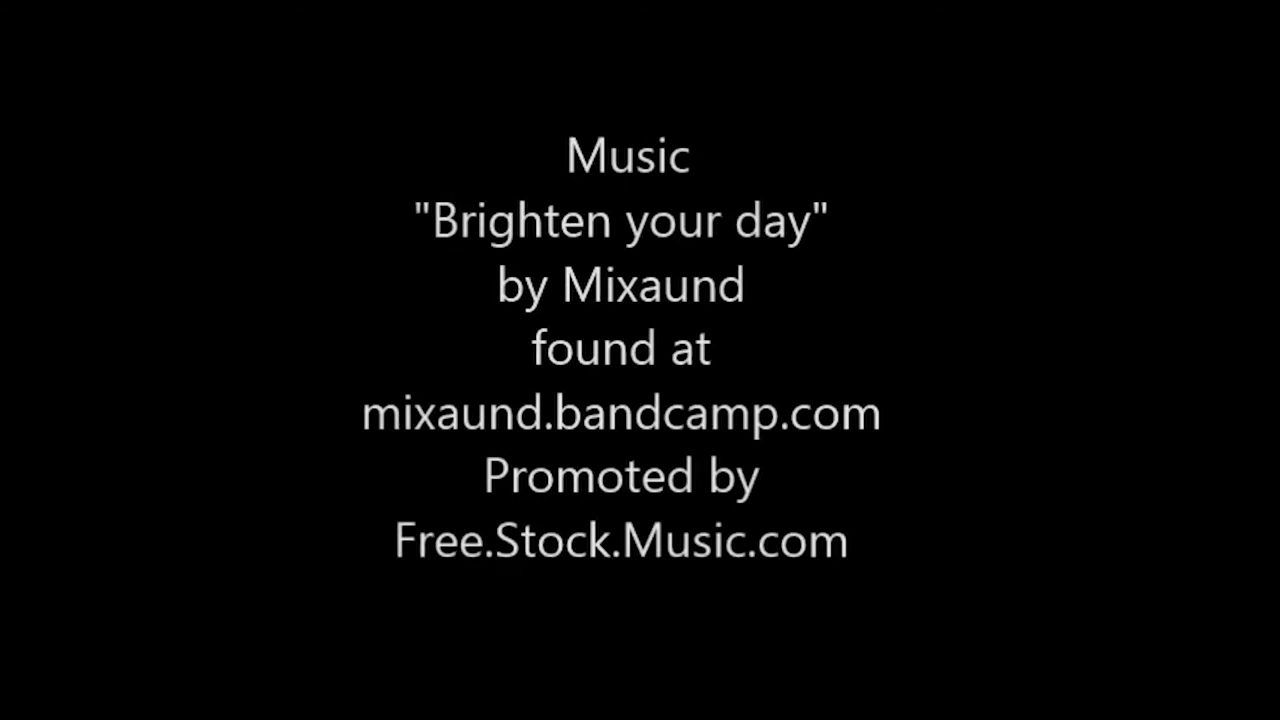 Music
"Brighten your day"
by Mixaund
found at
mixaund.bandcamp.com
Promoted by
Free.Stock.Music.com